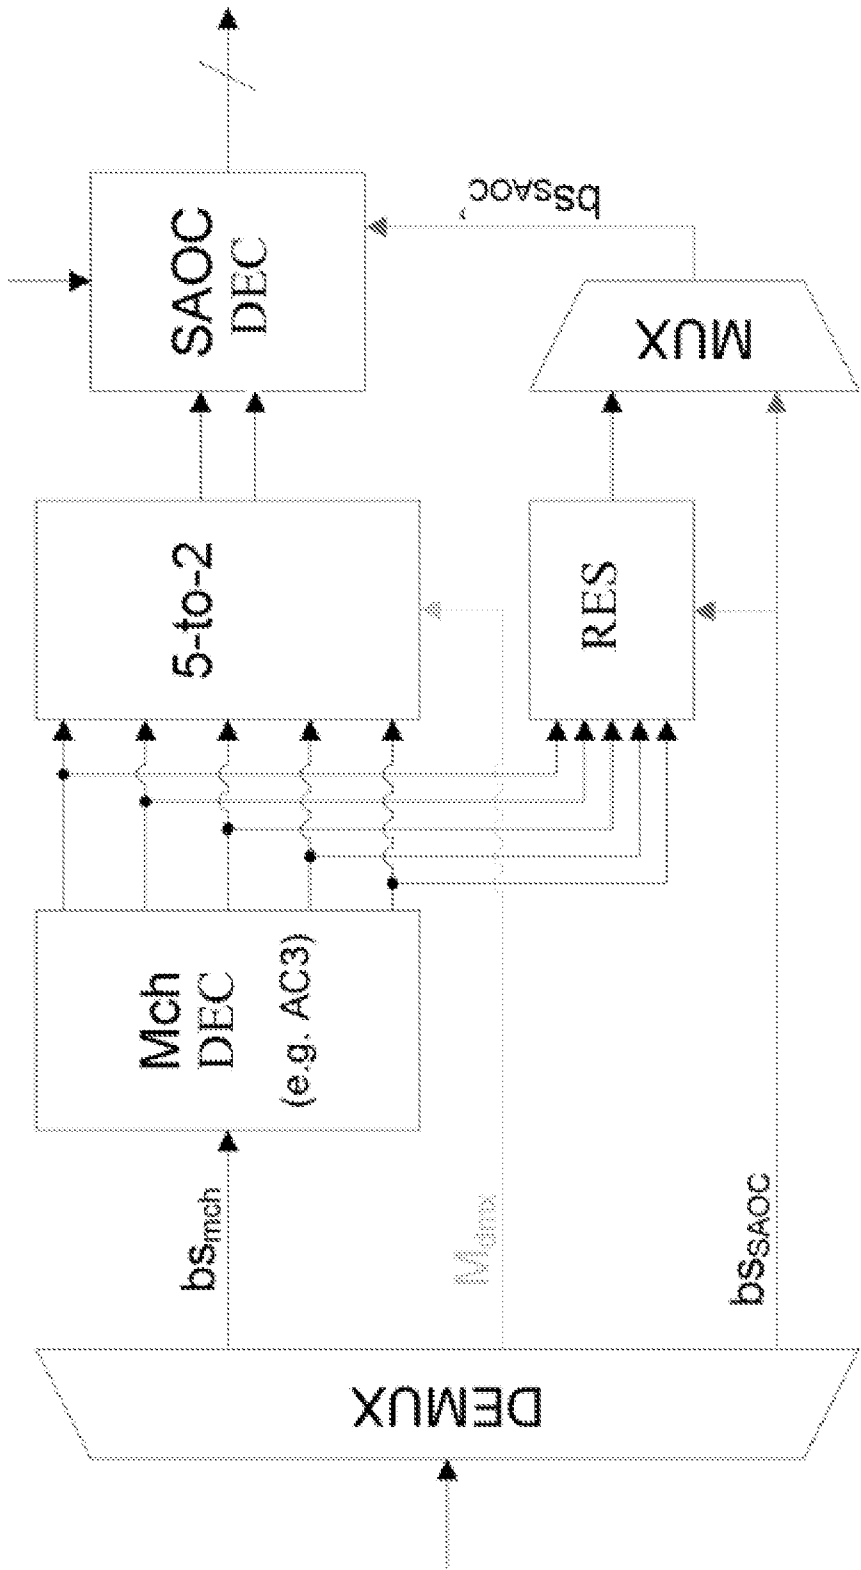 DEMUX
bsmch
Mdmx
bsSAOC
Mch
DEC
(e.g. AC3)
5-to-2
RES
MUX
bsSAOC'
SAOC
DEC